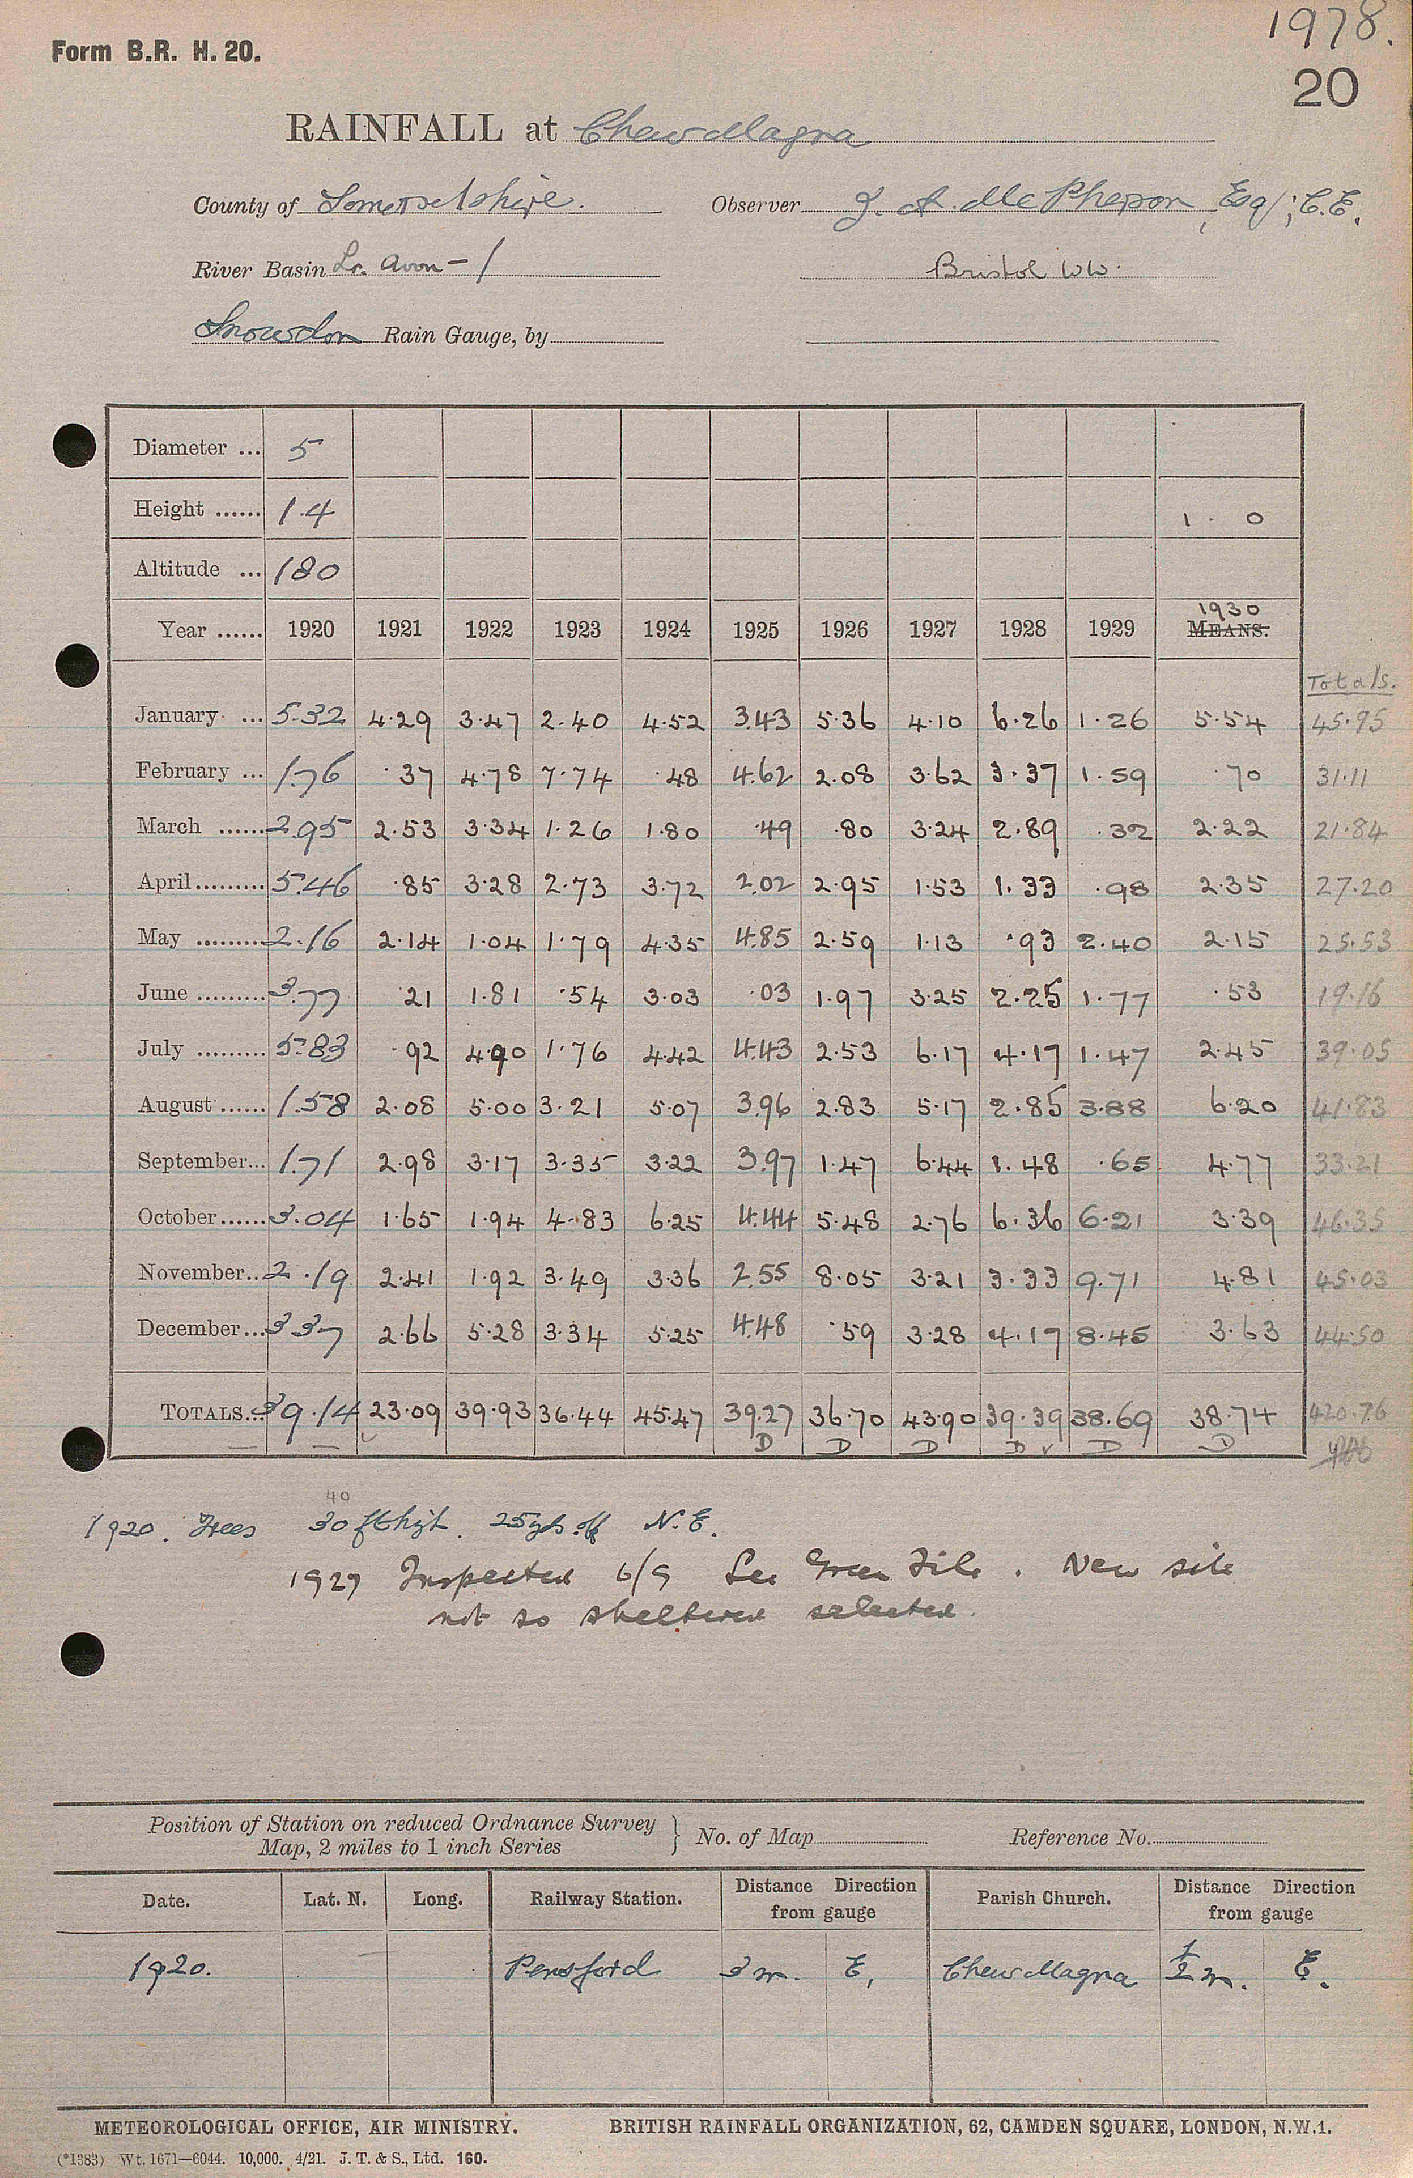 1978.
Form B.R. H. 20.
20
RAINFALL at Chew Magna
County of Somersetshire. Observer J. A. McPherson, Esq; C.E.
River Basin Lr. Avon - 1 Bristol WW.
Snowdon Rain Gauge, by
Diameter ... 5
Height ...... 1.4 1. 0
Altitude ... 180
1930
Year ...... 1920 1921 1922 1923 1924 1925 1926 1927 1928 1929 MEANS.
Totals.
January ... 5.32 4.29 3.47 2.40 4.52 3.43 5.36 4.10 6.26 1.26 5.54 45.95
February ... 1.76 .37 4.78 7.74 .48 4.62 2.08 3.62 3.37 1.59 .70 31.11
March ...... 2.95 2.53 3.34 1.26 1.80 .49 .80 3.24 2.89 .32 2.22 21.84
April ......... 5.46 .85 3.28 2.73 3.72 2.02 2.95 1.53 1.33 .98 2.35 27.20
May ......... 2.16 2.14 1.04 1.79 4.35 4.85 2.59 1.13 .93 2.40 2.15 25.53
June ......... 3.77 .21 1.81 .54 3.03 .03 1.97 3.25 2.25 1.77 .53 19.16
July ......... 5.83 .92 4.90 1.76 4.42 4.43 2.53 6.17 4.17 1.47 2.45 39.05
August ...... 1.58 2.08 5.00 3.21 5.07 3.96 2.83 5.17 2.85 3.88 6.20 41.83
September... 1.71 2.98 3.17 3.35 3.22 3.97 1.47 6.44 1.48 .65 4.77 33.21
October ...... 3.04 1.65 1.94 4.83 6.25 4.44 5.48 2.76 6.36 6.21 3.39 46.35
November.. 2.19 2.41 1.92 3.49 3.36 2.55 8.05 3.21 3.33 9.71 4.81 45.03
December... 3.37 2.66 5.28 3.34 5.25 4.48 .59 3.28 4.17 8.45 3.63 44.50
TOTALS... 39.14 23.09 39.93 36.44 45.47 39.27 36.70 43.90 39.39 38.69 38.74 420.76
D D D D D D
40
1920. Trees 30 ft high. 25 yds. off N.E.
1927 Inspected 6/9 See Green File. New site
not so sheltered selected.
Position of Station on reduced Ordnance Survey
Map, 2 miles to 1 inch Series } No. of Map Reference No.
Date. Lat. N. Long. Railway Station. Distance Direction from gauge Parish Church. Distance Direction from gauge
1920. Pensford 3 m. E. Chew Magna ½ m. E.
METEOROLOGICAL OFFICE, AIR MINISTRY. BRITISH RAINFALL ORGANIZATION, 62, CAMDEN SQUARE, LONDON, N.W.1.
(*1383) Wt. 1671—6044. 10,000. 4/21. J. T. & S., Ltd. 160.